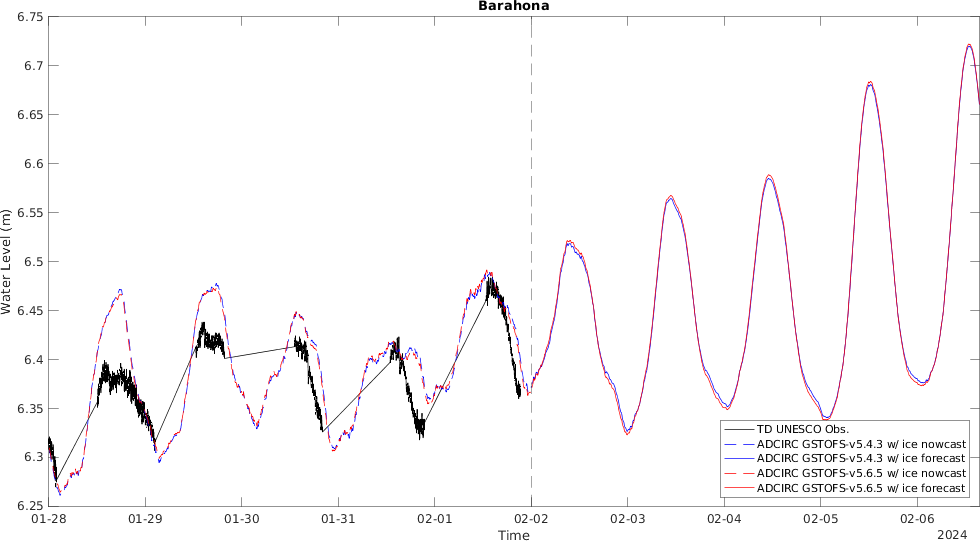 Barahona
6.75
6.7
6.65
6.6
6.55
6.5
6.45
6.4
6.35
6.3
6.25
Water Level (m)
TD UNESCO Obs.
ADCIRC GSTOFS-v5.4.3 w/ ice nowcast
ADCIRC GSTOFS-v5.4.3 w/ ice forecast
ADCIRC GSTOFS-v5.6.5 w/ ice nowcast
ADCIRC GSTOFS-v5.6.5 w/ ice forecast
01-28 01-29 01-30 01-31 02-01 02-02 02-03 02-04 02-05 02-06
Time
2024